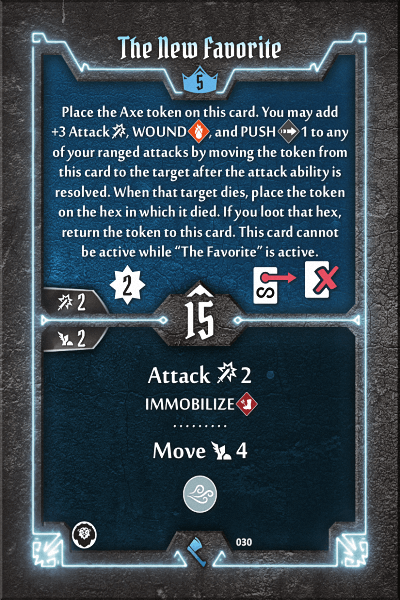 The New Favorite
5
Place the Axe token on this card. You may add
+3 Attack, WOUND, and PUSH 1 to any
of your ranged attacks by moving the token from
this card to the target after the attack ability is
resolved. When that target dies, place the token
on the hex in which it died. If you loot that hex,
return the token to this card. This card cannot
be active while “The Favorite” is active.
2
S
2
15
2
Attack 2
IMMOBILIZE
Move 4
030